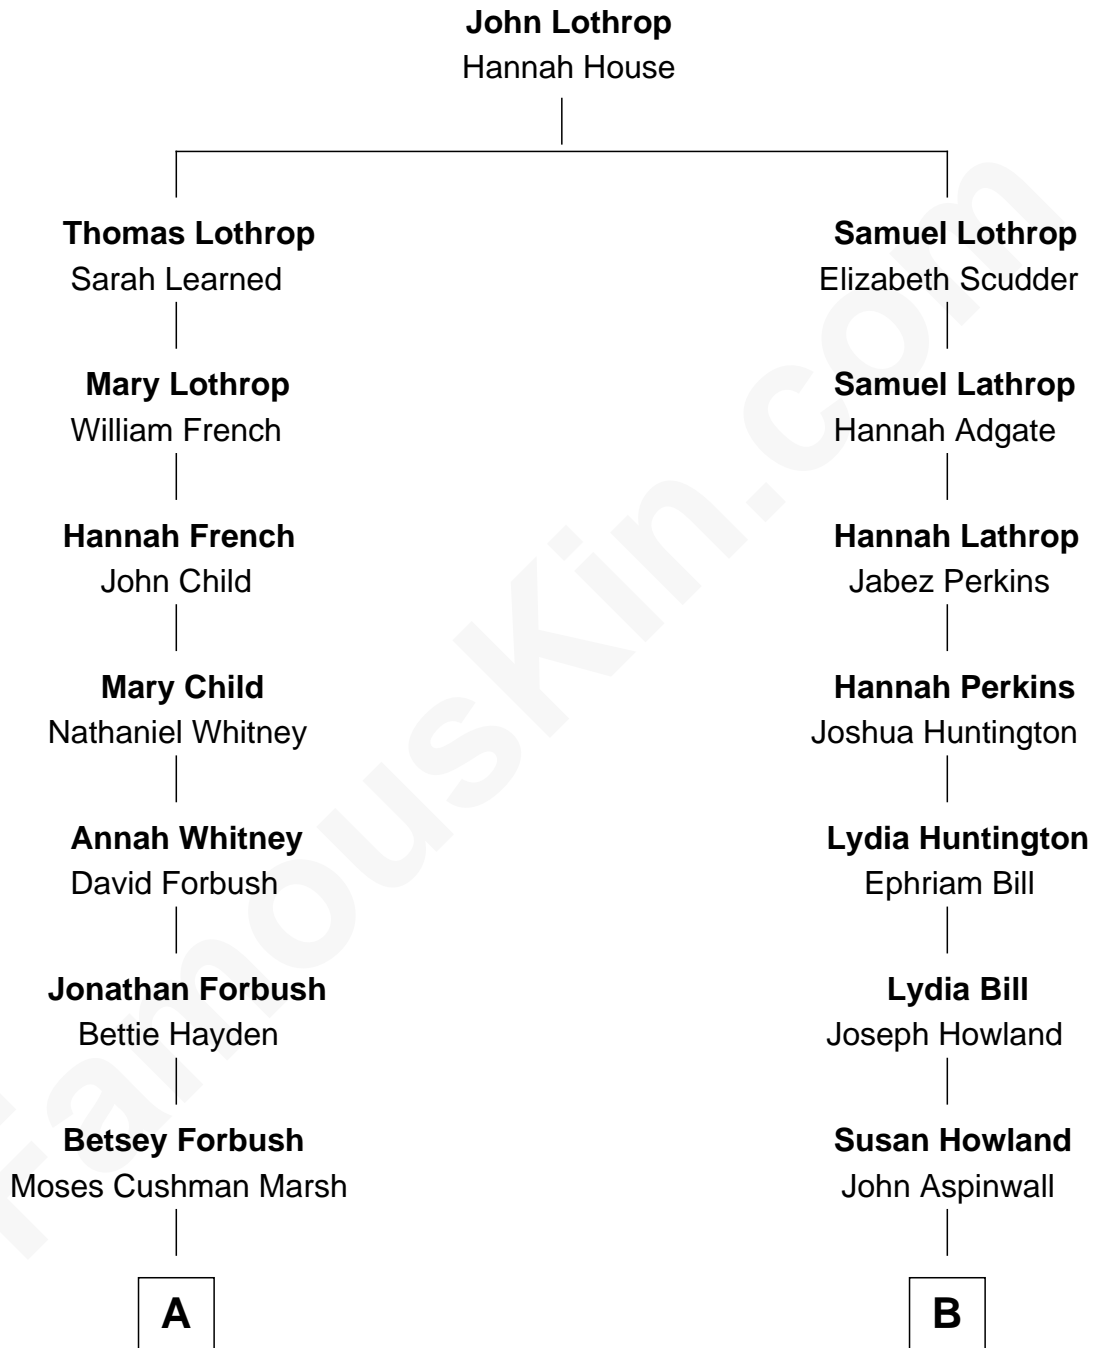 John Lothrop
Hannah House
Thomas Lothrop
Sarah Learned
Samuel Lothrop
Elizabeth Scudder
Mary Lothrop
William French
Samuel Lathrop
Hannah Adgate
Hannah French
John Child
Hannah Lathrop
Jabez Perkins
Mary Child
Nathaniel Whitney
Hannah Perkins
Joshua Huntington
Annah Whitney
David Forbush
Lydia Huntington
Ephriam Bill
Jonathan Forbush
Bettie Hayden
Lydia Bill
Joseph Howland
Betsey Forbush
Moses Cushman Marsh
Susan Howland
John Aspinwall
A
B
FamousKin.com